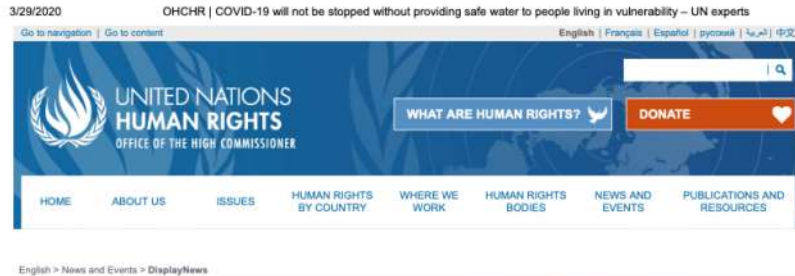 3/29/2020 OHCHR | COVID-19 will not be stopped without providing safe water to people living in vulnerability – UN experts
Go to navigation | Go to content English | Français | Español | русский | العربية | 中文
UNITED NATIONS
HUMAN RIGHTS
OFFICE OF THE HIGH COMMISSIONER
WHAT ARE HUMAN RIGHTS? DONATE
HOME ABOUT US ISSUES HUMAN RIGHTS BY COUNTRY WHERE WE WORK HUMAN RIGHTS BODIES NEWS AND EVENTS PUBLICATIONS AND RESOURCES
English > News and Events > DisplayNews